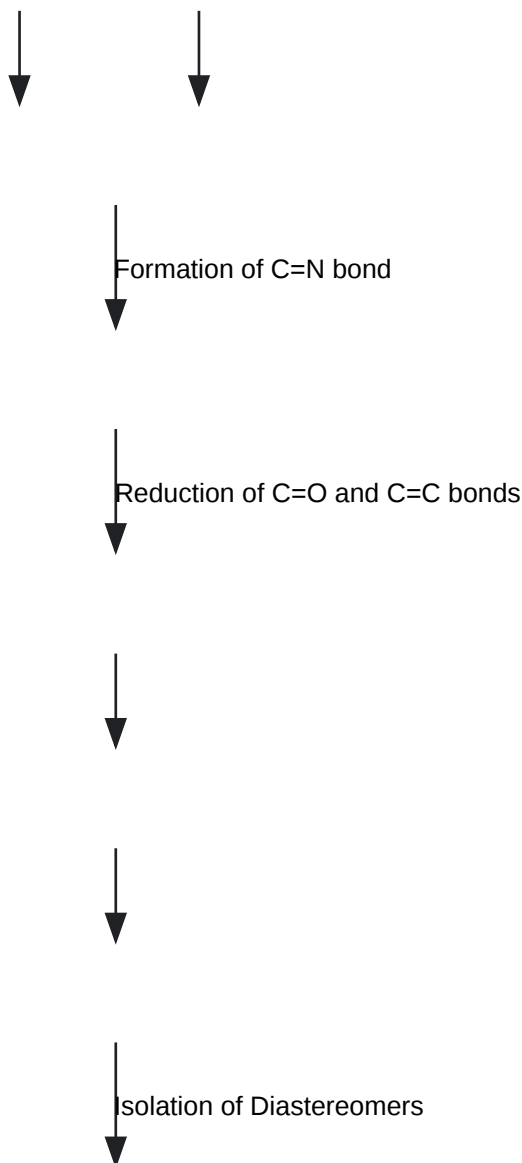 Formation of C=N bond
Reduction of C=O and C=C bonds
Isolation of Diastereomers